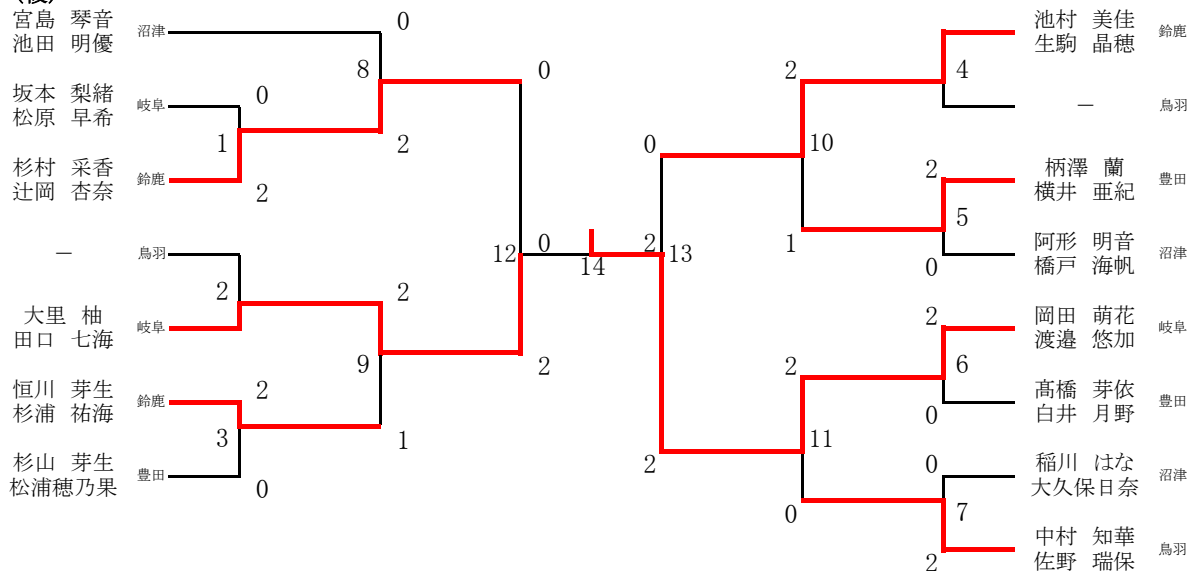 宮島 琴音
池田 明優
沼津
坂本 梨緒
松原 早希
岐阜
杉村 采香
辻岡 杏奈
鈴鹿
－
鳥羽
大里 柚
田口 七海
岐阜
恒川 芽生
杉浦 祐海
鈴鹿
杉山 芽生
松浦穂乃果
豊田
0
8
0
1
2
2
0
2
2
9
2
3
0
1
12
0
2
14
0
2
13
2
2
10
1
2
11
0
4
2
5
0
2
6
0
0
7
2
池村 美佳
生駒 晶穂
鈴鹿
－
鳥羽
柄澤 蘭
横井 亜紀
豊田
阿形 明音
橋戸 海帆
沼津
岡田 萌花
渡邉 悠加
岐阜
髙橋 芽依
白井 月野
豊田
稲川 はな
大久保日奈
沼津
中村 知華
佐野 瑞保
鳥羽